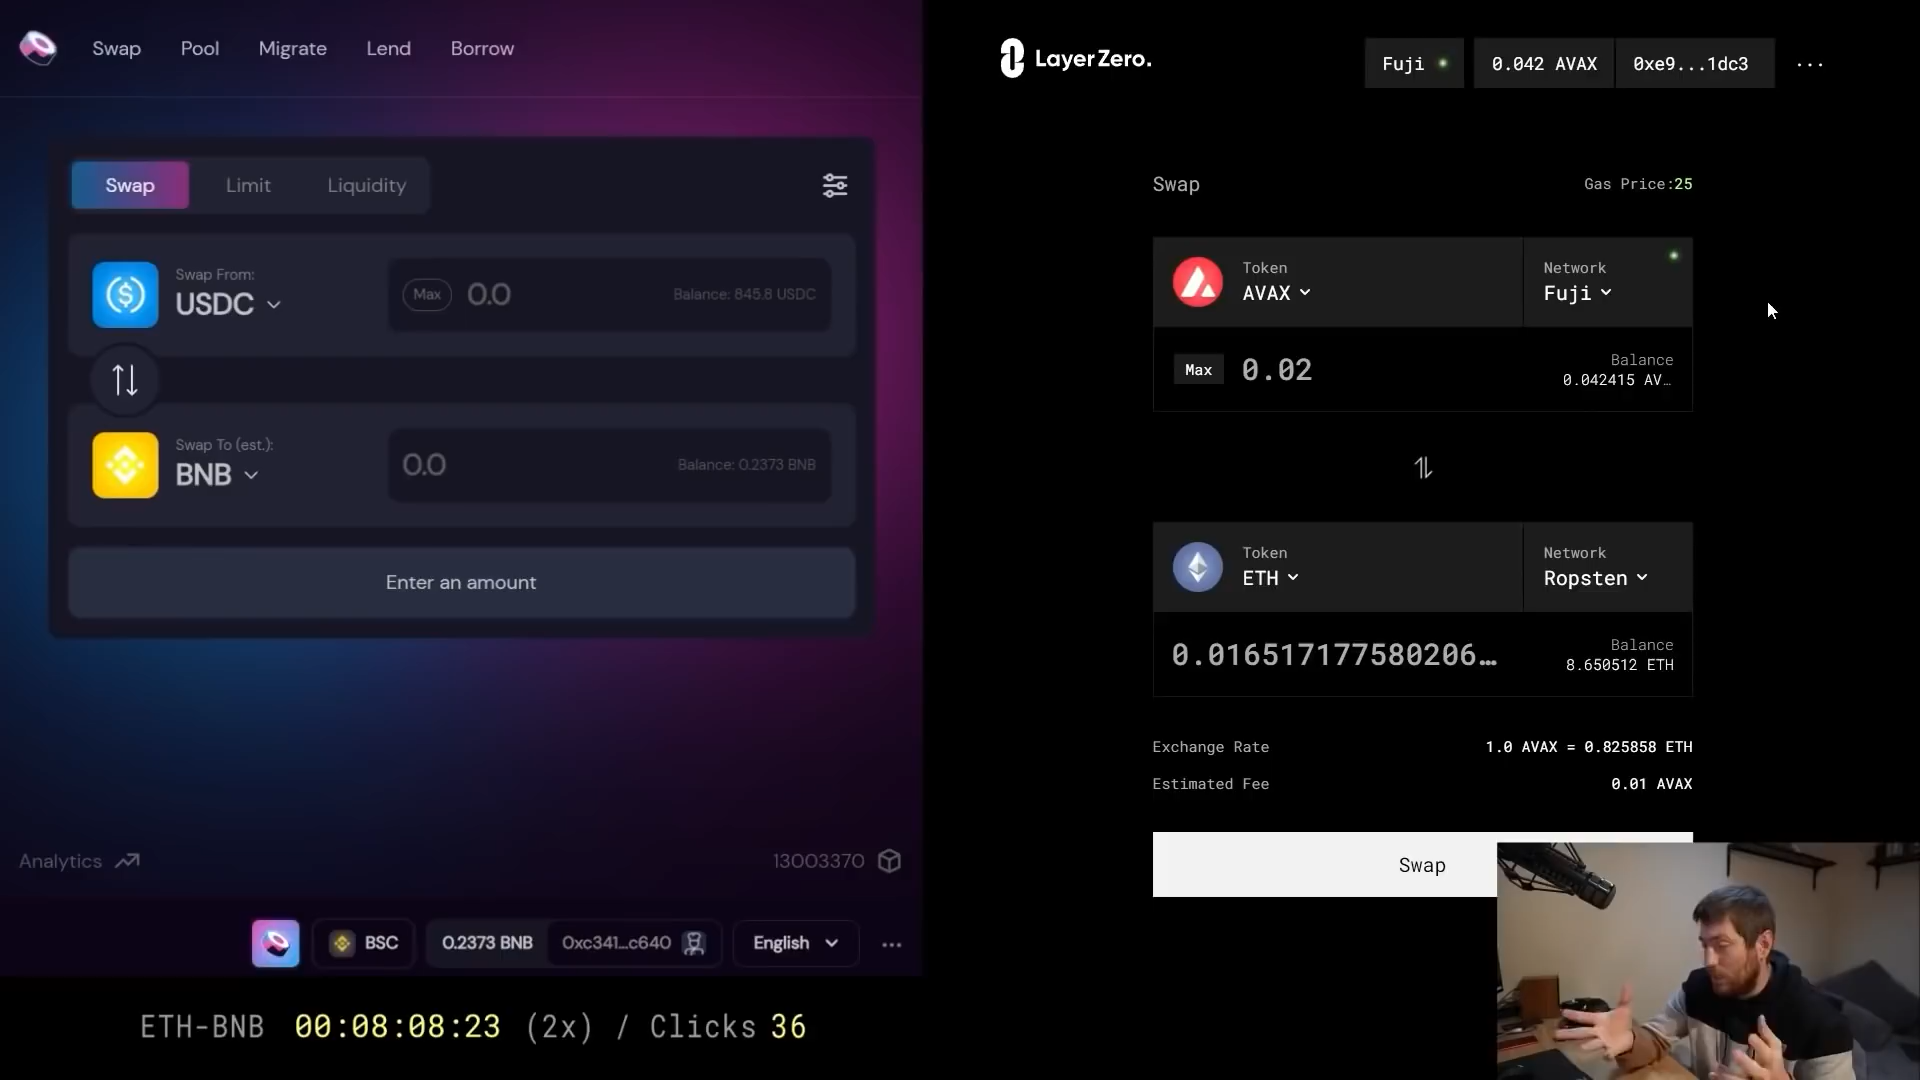 Swap Pool Migrate Lend Borrow
Swap Limit Liquidity
Swap From:
USDC
Max 0.0 Balance: 845.8 USDC
Swap To (est.):
BNB
0.0 Balance: 0.2373 BNB
Enter an amount
Analytics 13003370
BSC 0.2373 BNB 0xc341...c640 English ...
ETH-BNB 00:08:08:23 (2x) / Clicks 36
LayerZero. Fuji 0.042 AVAX 0xe9...1dc3 ...
Swap Gas Price:25
Token Network
AVAX Fuji
Max 0.02 Balance
0.042415 AV…
Token Network
ETH Ropsten
0.016517177580206… Balance
8.650512 ETH
Exchange Rate 1.0 AVAX = 0.825858 ETH
Estimated Fee 0.01 AVAX
Swap